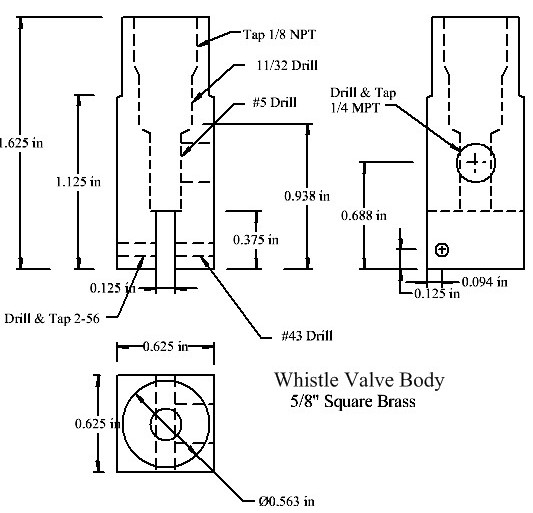 Tap 1/8 NPT
11/32 Drill
#5 Drill
Drill & Tap
1/4 MPT
1.625 in
1.125 in
0.938 in
0.688 in
0.375 in
0.125 in
0.094 in
0.125 in
Drill & Tap 2-56
#43 Drill
0.625 in
Whistle Valve Body
5/8" Square Brass
0.625 in
Ø0.563 in